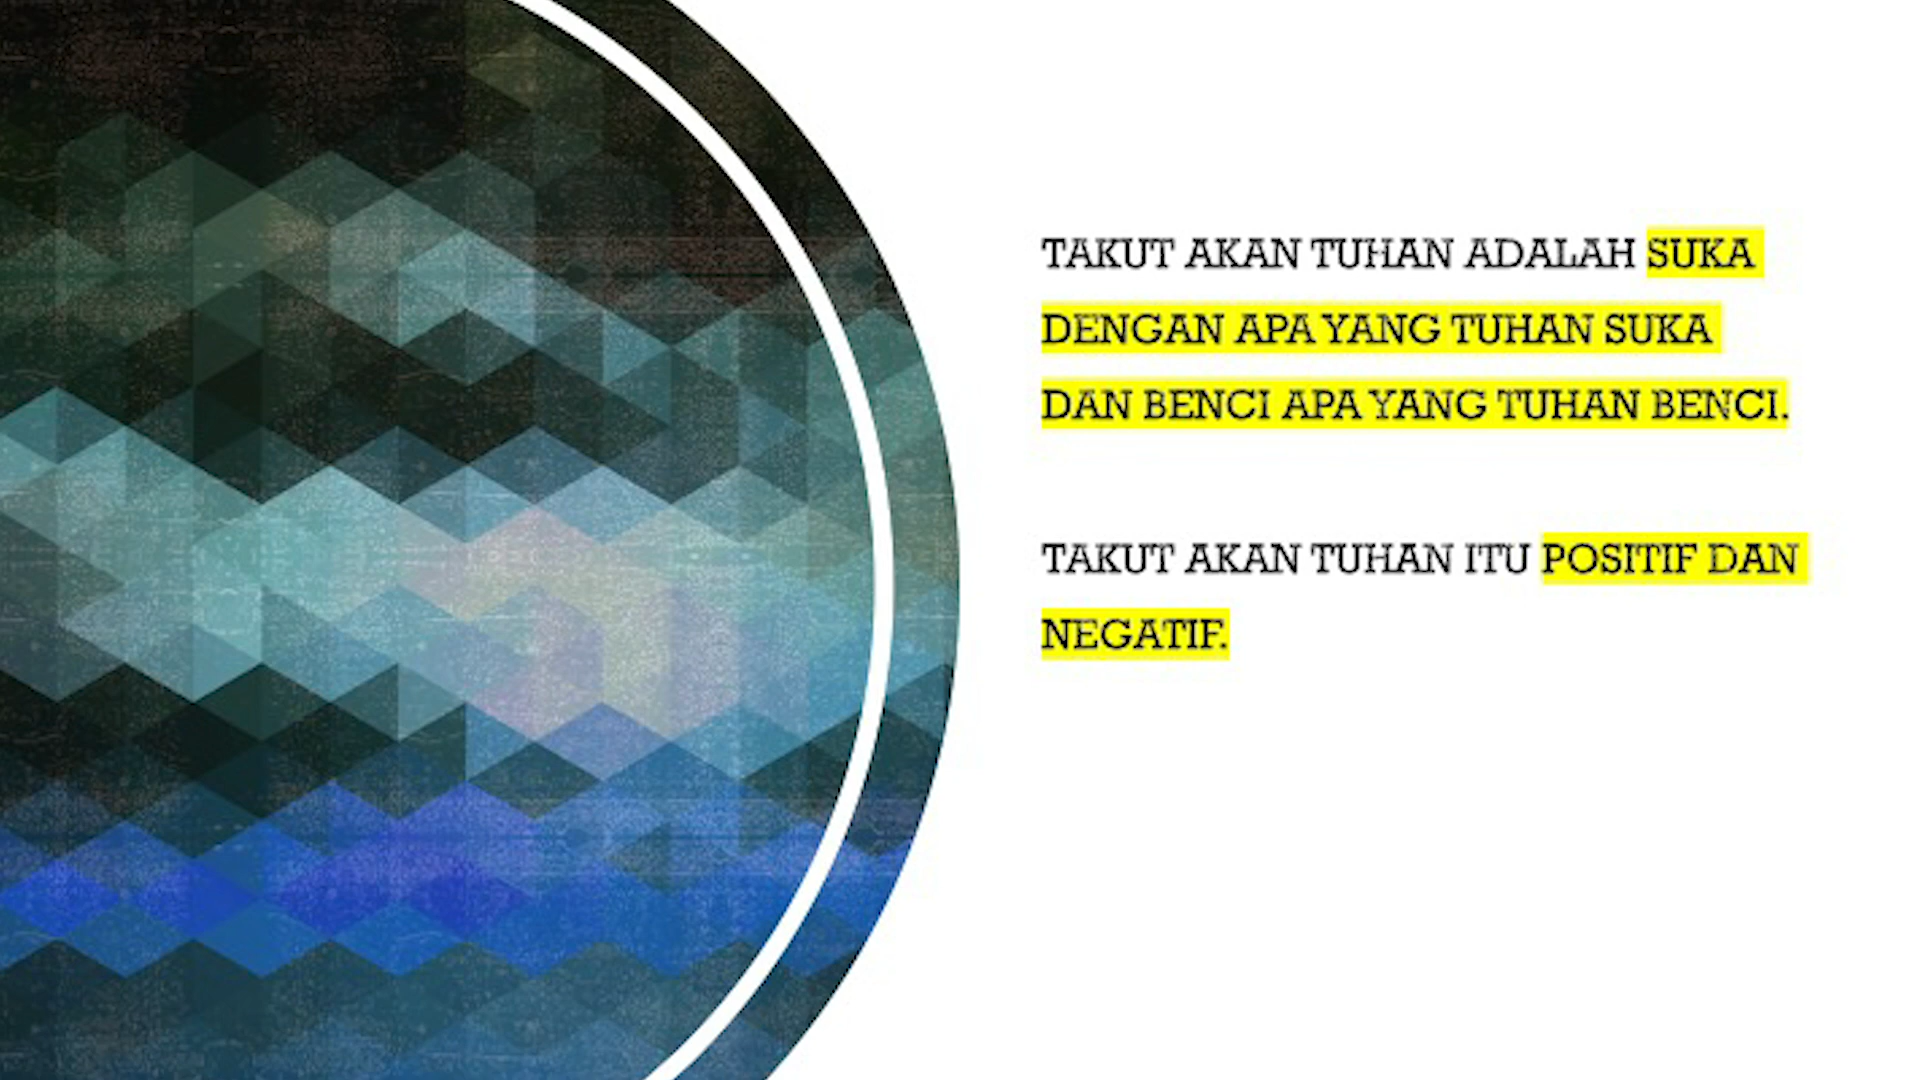 TAKUT AKAN TUHAN ADALAH SUKA
DENGAN APA YANG TUHAN SUKA
DAN BENCI APA YANG TUHAN BENCI.
TAKUT AKAN TUHAN ITU POSITIF DAN
NEGATIF.